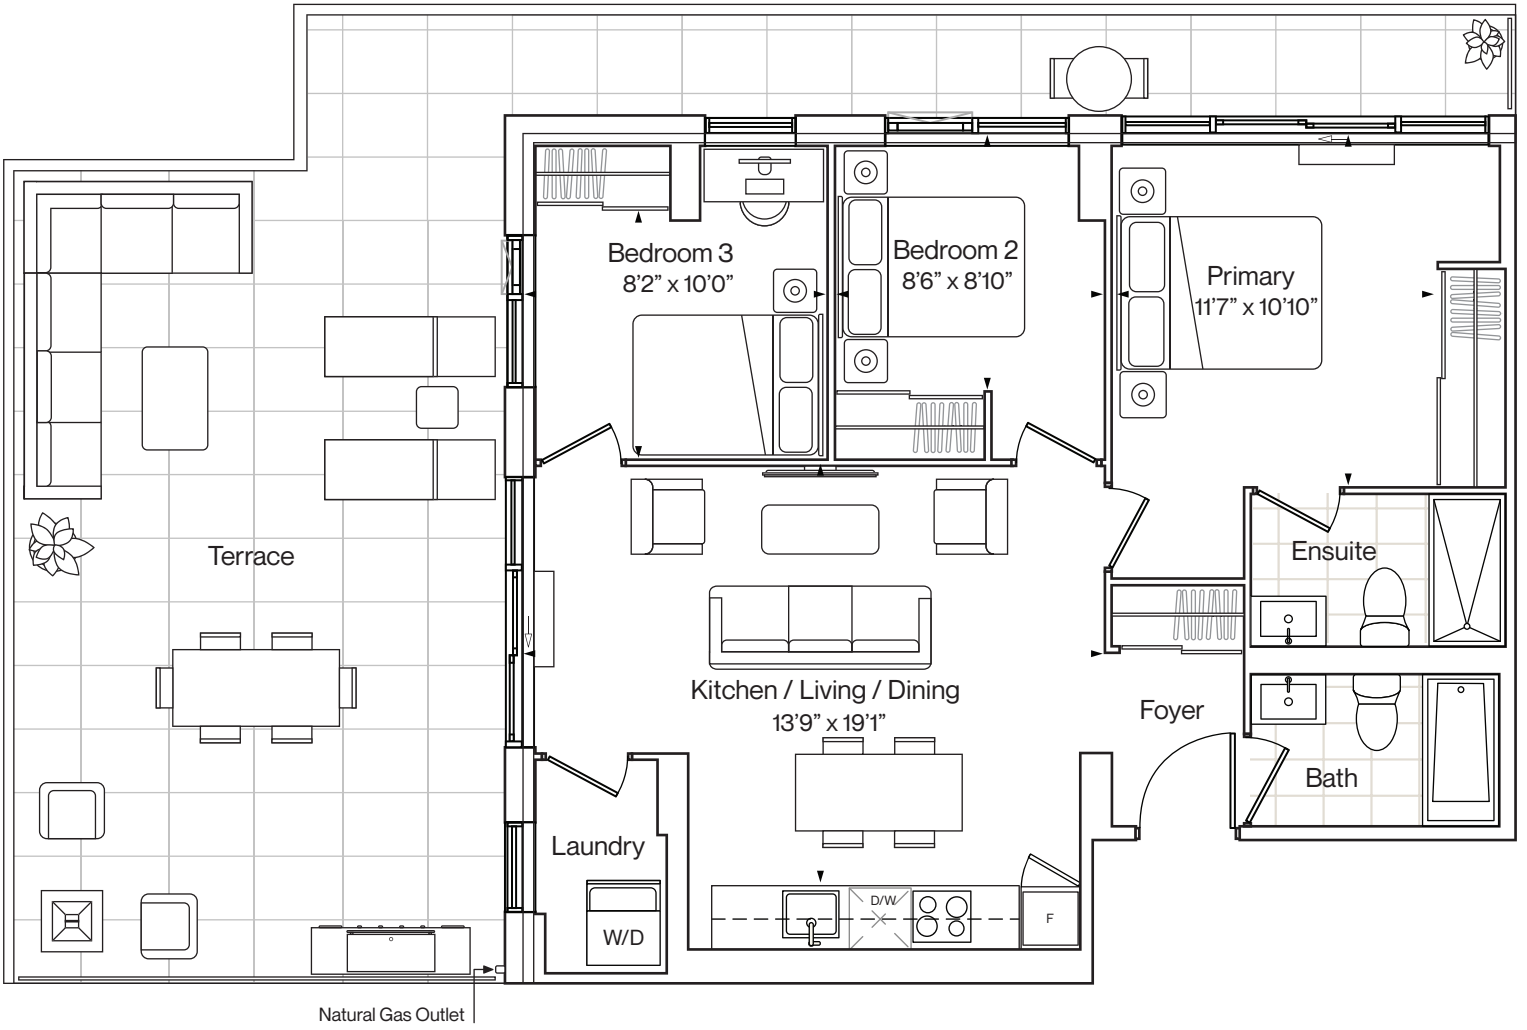 Bedroom 3
8’2” x 10’0”
Bedroom 2
8’6” x 8’10”
Primary
11’7” x 10’10”
Terrace
Ensuite
Kitchen / Living / Dining
13’9” x 19’1”
Foyer
Bath
Laundry
W/D
D/W
F
Natural Gas Outlet